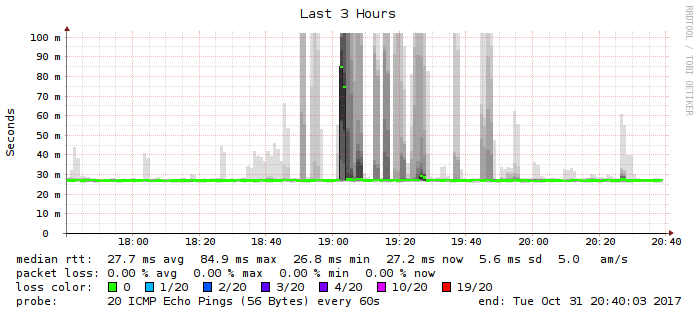 Last 3 Hours
RRDTOOL / TOBI OETIKER
Seconds
100 m
90 m
80 m
70 m
60 m
50 m
40 m
30 m
20 m
10 m
0
18:00 18:20 18:40 19:00 19:20 19:40 20:00 20:20 20:40
median rtt: 27.7 ms avg 84.9 ms max 26.8 ms min 27.2 ms now 5.6 ms sd 5.0 am/s
packet loss: 0.00 % avg 0.00 % max 0.00 % min 0.00 % now
loss color: 0 1/20 2/20 3/20 4/20 10/20 19/20
probe: 20 ICMP Echo Pings (56 Bytes) every 60s end: Tue Oct 31 20:40:03 2017